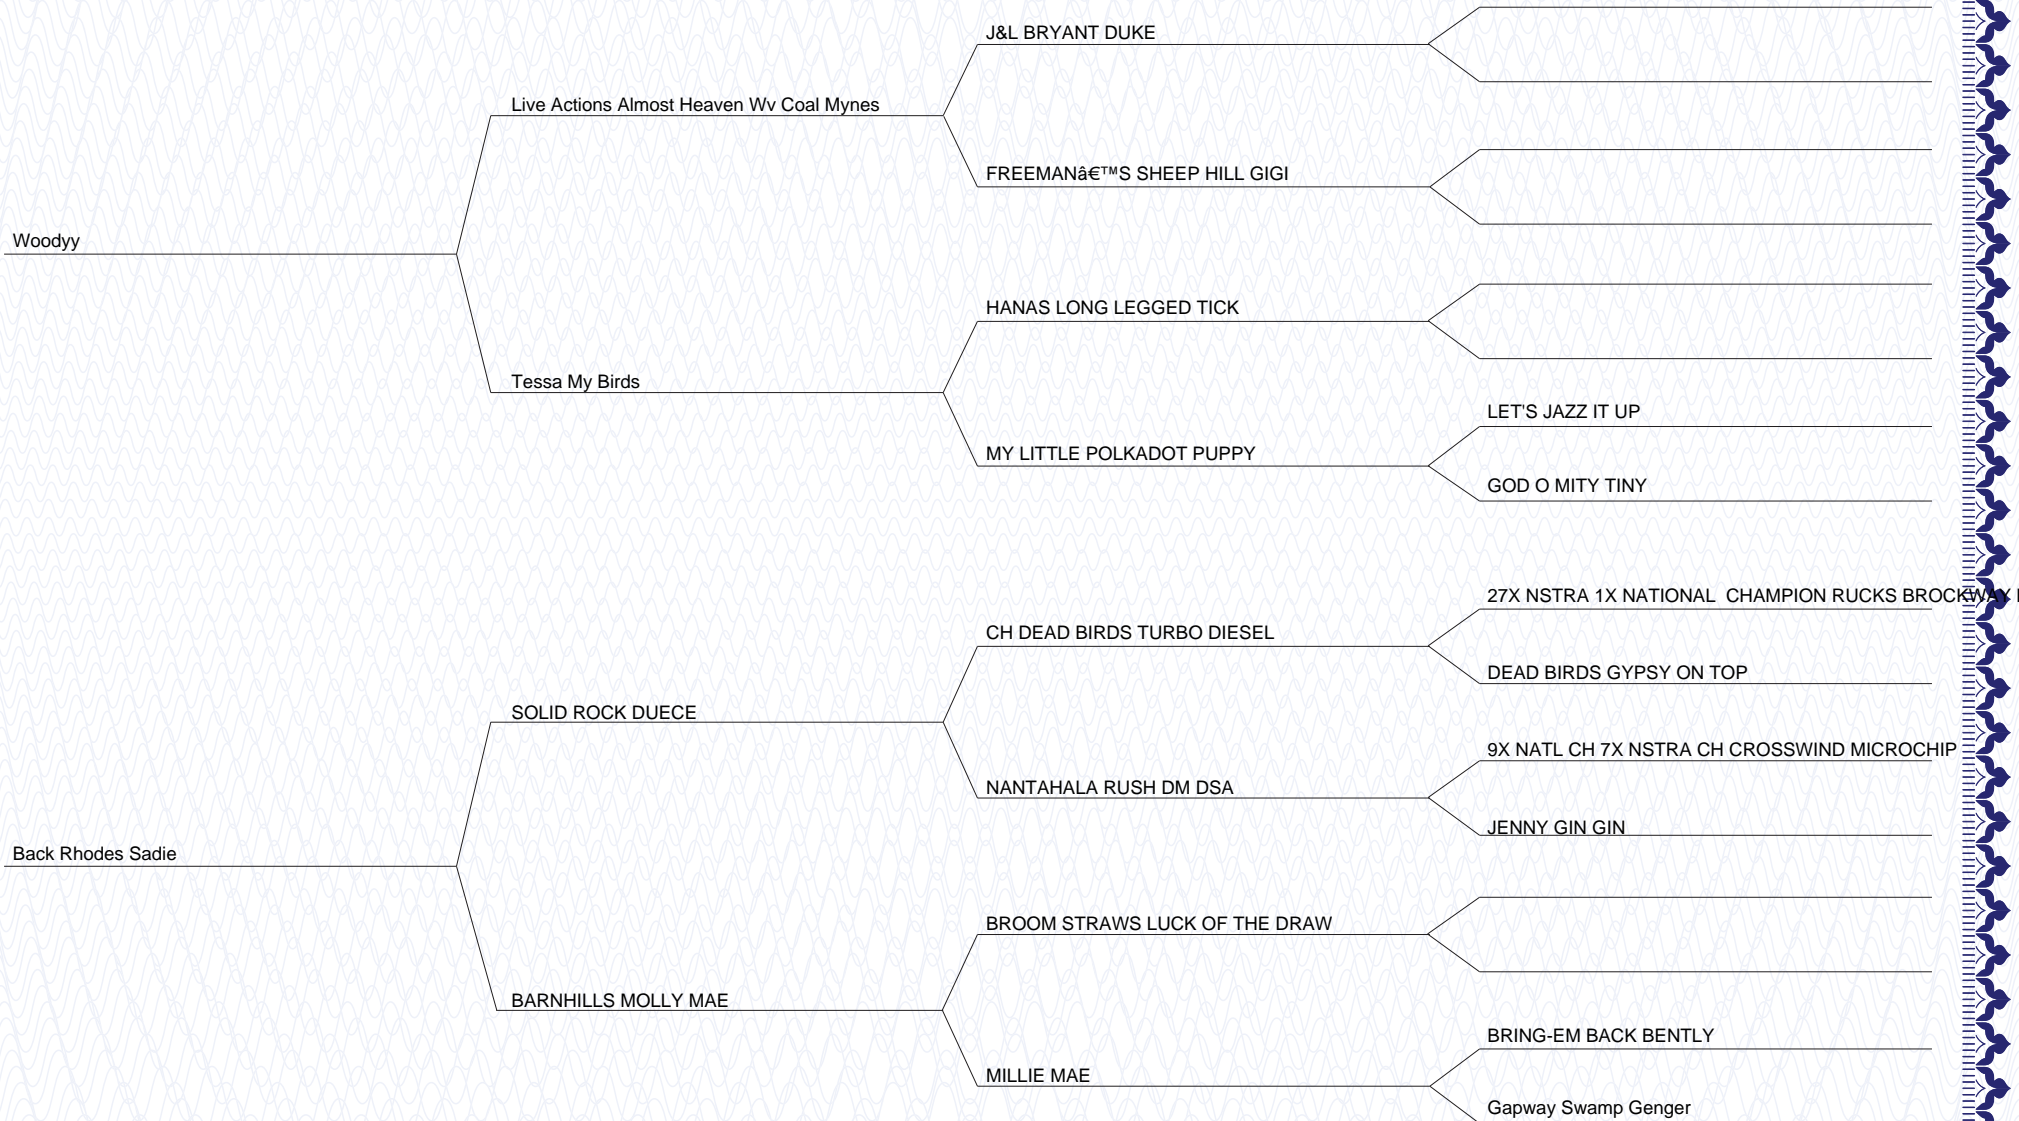 J&L BRYANT DUKE
Live Actions Almost Heaven Wv Coal Mynes
FREEMANâ€™S SHEEP HILL GIGI
Woodyy
HANAS LONG LEGGED TICK
Tessa My Birds
LET'S JAZZ IT UP
MY LITTLE POLKADOT PUPPY
GOD O MITY TINY
27X NSTRA 1X NATIONAL  CHAMPION RUCKS BROCKWAY
CH DEAD BIRDS TURBO DIESEL
DEAD BIRDS GYPSY ON TOP
SOLID ROCK DUECE
9X NATL CH 7X NSTRA CH CROSSWIND MICROCHIP
NANTAHALA RUSH DM DSA
JENNY GIN GIN
Back Rhodes Sadie
BROOM STRAWS LUCK OF THE DRAW
BARNHILLS MOLLY MAE
BRING-EM BACK BENTLY
MILLIE MAE
Gapway Swamp Genger